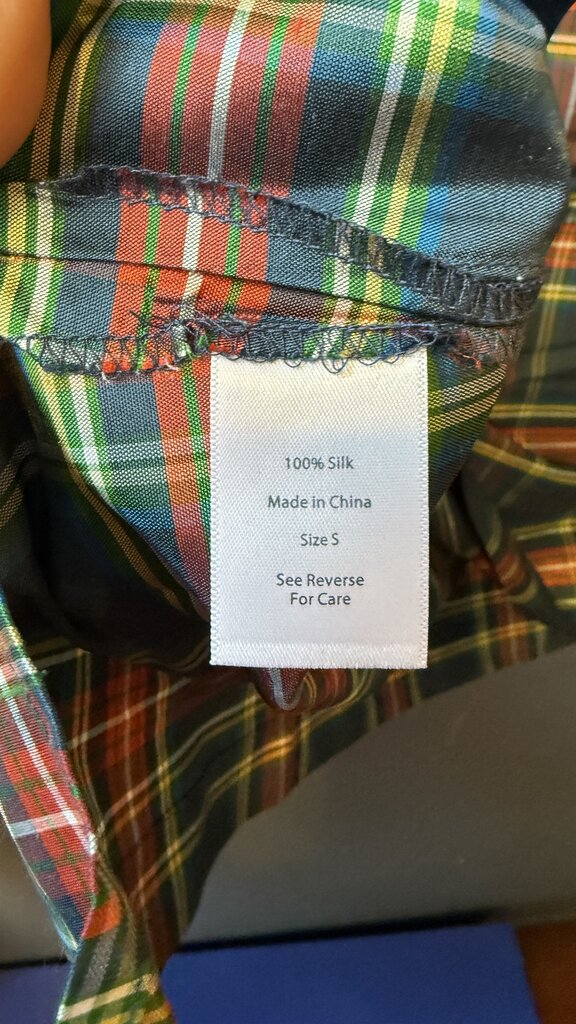 100% Silk
Made in China
Size S
See Reverse
For Care